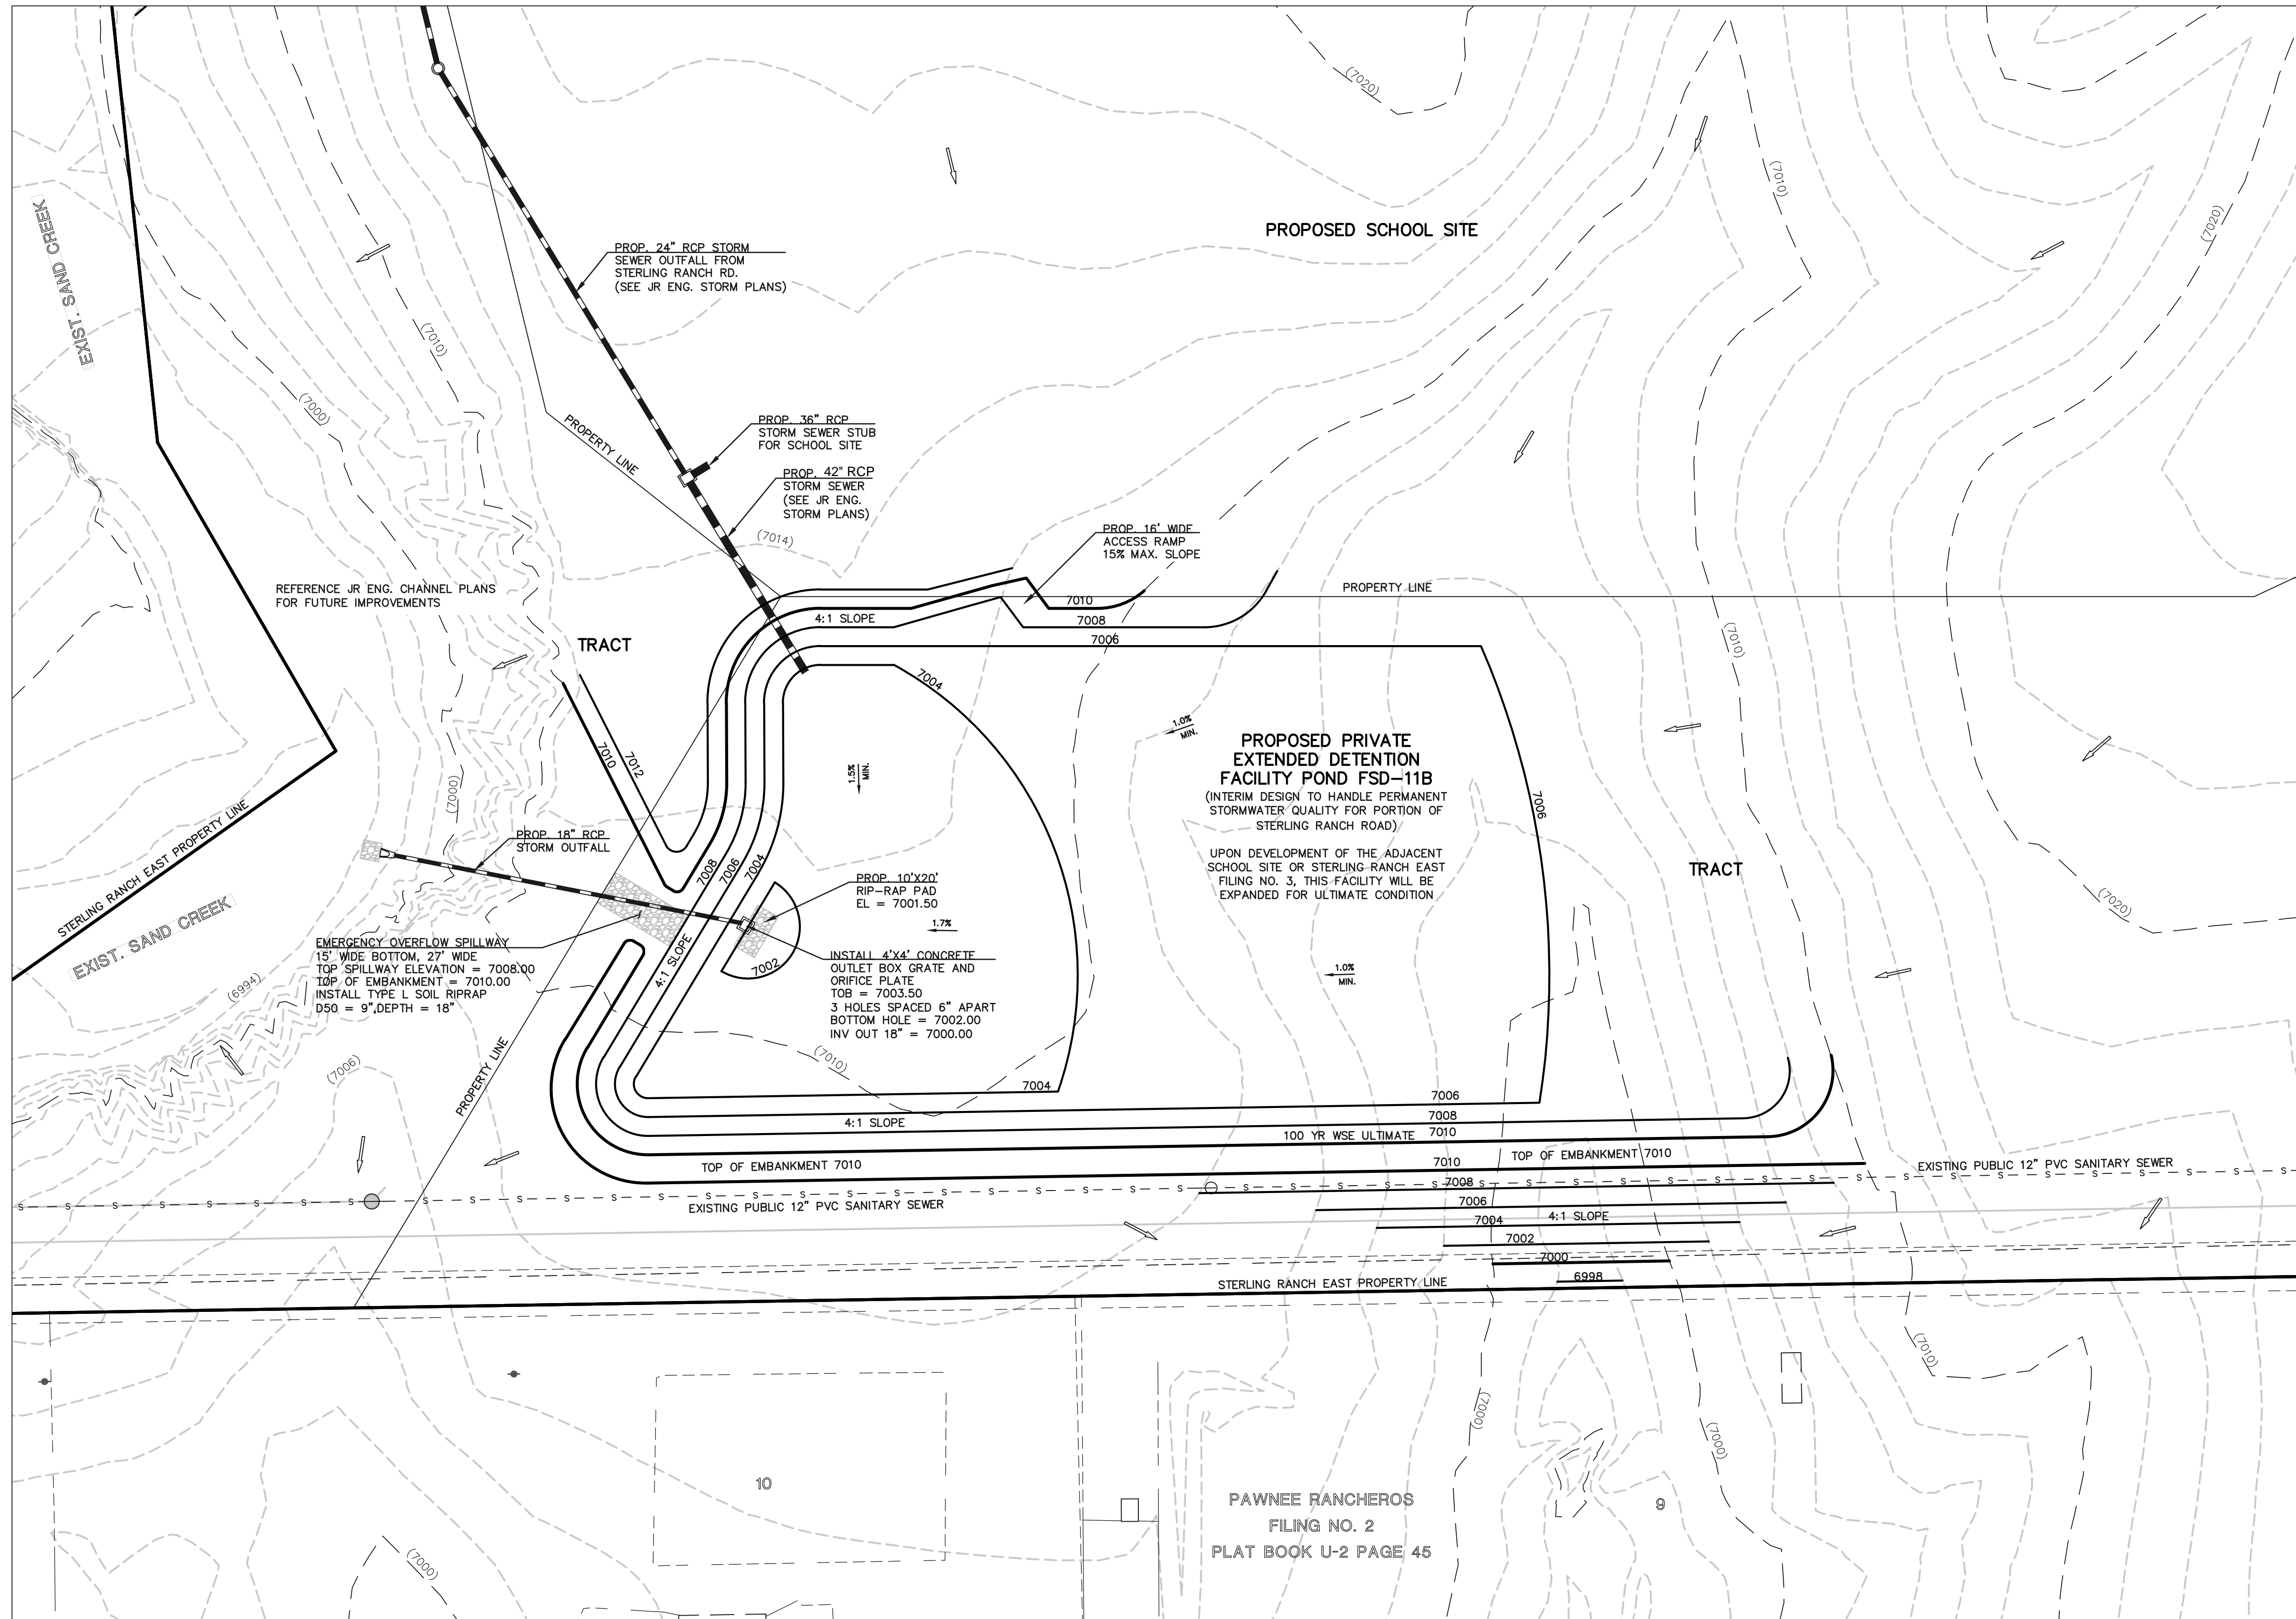 (7020)
(7010)
(7020)
EXIST. SAND CREEK
PROPOSED SCHOOL SITE
PROP. 24" RCP STORM
SEWER OUTFALL FROM
STERLING RANCH RD.
(SEE JR ENG. STORM PLANS)
(7010)
(7000)
PROPERTY LINE
PROP. 36" RCP
STORM SEWER STUB
FOR SCHOOL SITE
PROP. 42" RCP
STORM SEWER
(SEE JR ENG.
STORM PLANS)
(7014)
PROP. 16' WIDE
ACCESS RAMP
15% MAX. SLOPE
REFERENCE JR ENG. CHANNEL PLANS
FOR FUTURE IMPROVEMENTS
PROPERTY LINE
7010
4:1 SLOPE
7008
7006
(7010)
TRACT
7004
7010
7012
1.5%
MIN.
1.0%
MIN.
PROPOSED PRIVATE
EXTENDED DETENTION
FACILITY POND FSD-11B
(INTERIM DESIGN TO HANDLE PERMANENT
STORMWATER QUALITY FOR PORTION OF
STERLING RANCH ROAD)
UPON DEVELOPMENT OF THE ADJACENT
SCHOOL SITE OR STERLING RANCH EAST
FILING NO. 3, THIS FACILITY WILL BE
EXPANDED FOR ULTIMATE CONDITION
7006
TRACT
(7020)
(7000)
STERLING RANCH EAST PROPERTY LINE
EXIST. SAND CREEK
PROP. 18" RCP
STORM OUTFALL
7008
7006
7004
PROP. 10'X20'
RIP-RAP PAD
EL = 7001.50
1.7%
EMERGENCY OVERFLOW SPILLWAY
15' WIDE BOTTOM, 27' WIDE
TOP SPILLWAY ELEVATION = 7008.00
TOP OF EMBANKMENT = 7010.00
INSTALL TYPE L SOIL RIPRAP
D50 = 9",DEPTH = 18"
(6994)
4:1 SLOPE
7002
INSTALL 4'X4' CONCRETE
OUTLET BOX GRATE AND
ORIFICE PLATE
TOB = 7003.50
3 HOLES SPACED 6" APART
BOTTOM HOLE = 7002.00
INV OUT 18" = 7000.00
1.0%
MIN.
(7006)
PROPERTY LINE
(7010)
7004
7006
4:1 SLOPE
7008
100 YR WSE ULTIMATE
7010
TOP OF EMBANKMENT 7010
7010
TOP OF EMBANKMENT 7010
EXISTING PUBLIC 12" PVC SANITARY SEWER
S S S S S S S S S S S S S S S S S S S S S S S S S S S S S S S S S S S S S S S S S S S S S
7008
EXISTING PUBLIC 12" PVC SANITARY SEWER
7006
7004
4:1 SLOPE
7002
7000
6998
STERLING RANCH EAST PROPERTY LINE
(7010)
(7000)
(7000)
10
PAWNEE RANCHEROS
FILING NO. 2
PLAT BOOK U-2 PAGE 45
9
(7000)